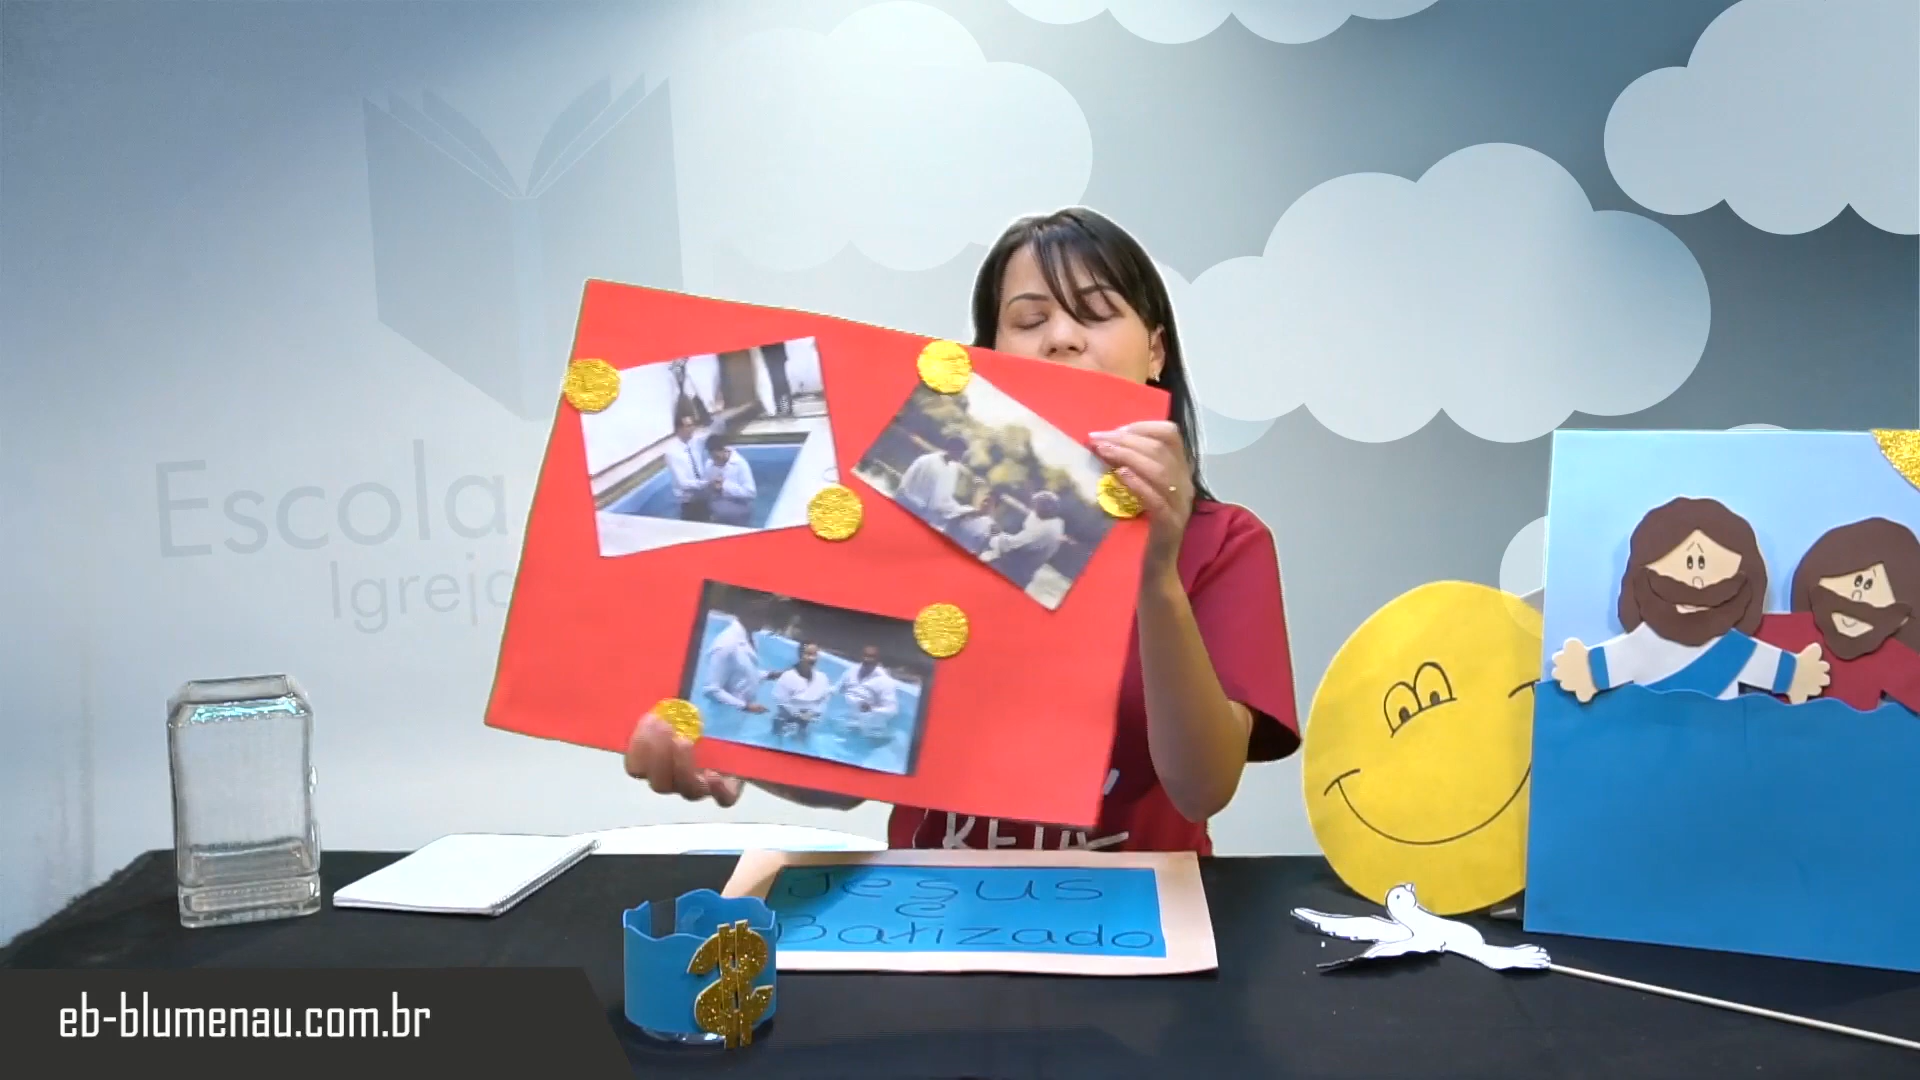 Escola
Igreja
Jesus
é
Batizado
eb-blumenau.com.br